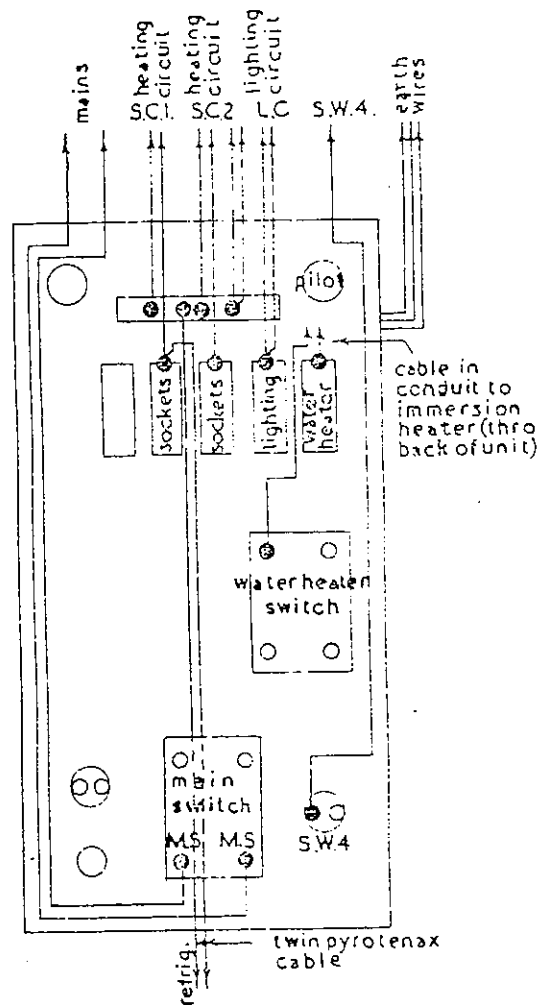 mains
heating
circuit
S.C.1.
heating
circuit
S.C.2
lighting
circuit
L.C
S.W.4.
earth
wires
pilot
sockets
sockets
lighting
water
heater
cable in
conduit to
immersion
heater (thro
back of unit)
water heater
switch
main
switch
M.S
M.S
S.W.4
refrig.
twin pyrotenax
cable